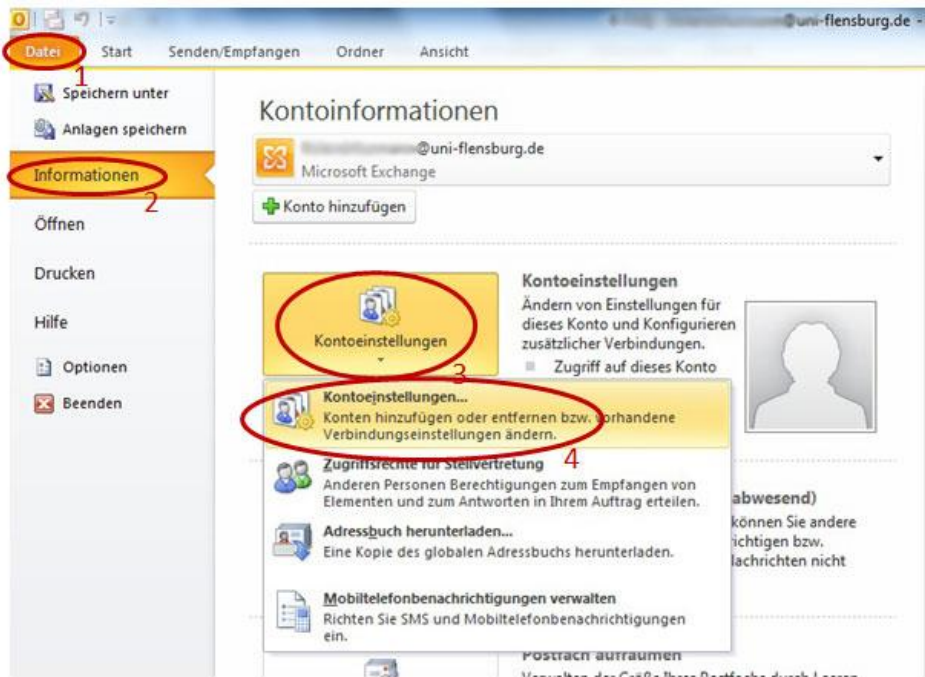 @uni-flensburg.de -
Datei Start Senden/Empfangen Ordner Ansicht
1
Speichern unter
Anlagen speichern
Informationen
2
Öffnen
Drucken
Hilfe
Optionen
Beenden
Kontoinformationen
@uni-flensburg.de
Microsoft Exchange
Konto hinzufügen
Kontoeinstellungen
3
Kontoeinstellungen
Ändern von Einstellungen für
dieses Konto und Konfigurieren
zusätzlicher Verbindungen.
Zugriff auf dieses Konto
Kontoeinstellungen...
Konten hinzufügen oder entfernen bzw. vorhandene
Verbindungseinstellungen ändern.
4
Zugriffsrechte für Stellvertretung
Anderen Personen Berechtigungen zum Empfangen von
Elementen und zum Antworten in Ihrem Auftrag erteilen.
Adressbuch herunterladen...
Eine Kopie des globalen Adressbuchs herunterladen.
Mobiltelefonbenachrichtigungen verwalten
Richten Sie SMS und Mobiltelefonbenachrichtigungen
ein.
abwesend)
können Sie andere
richtigen bzw.
Nachrichten nicht
Postfach aufräumen